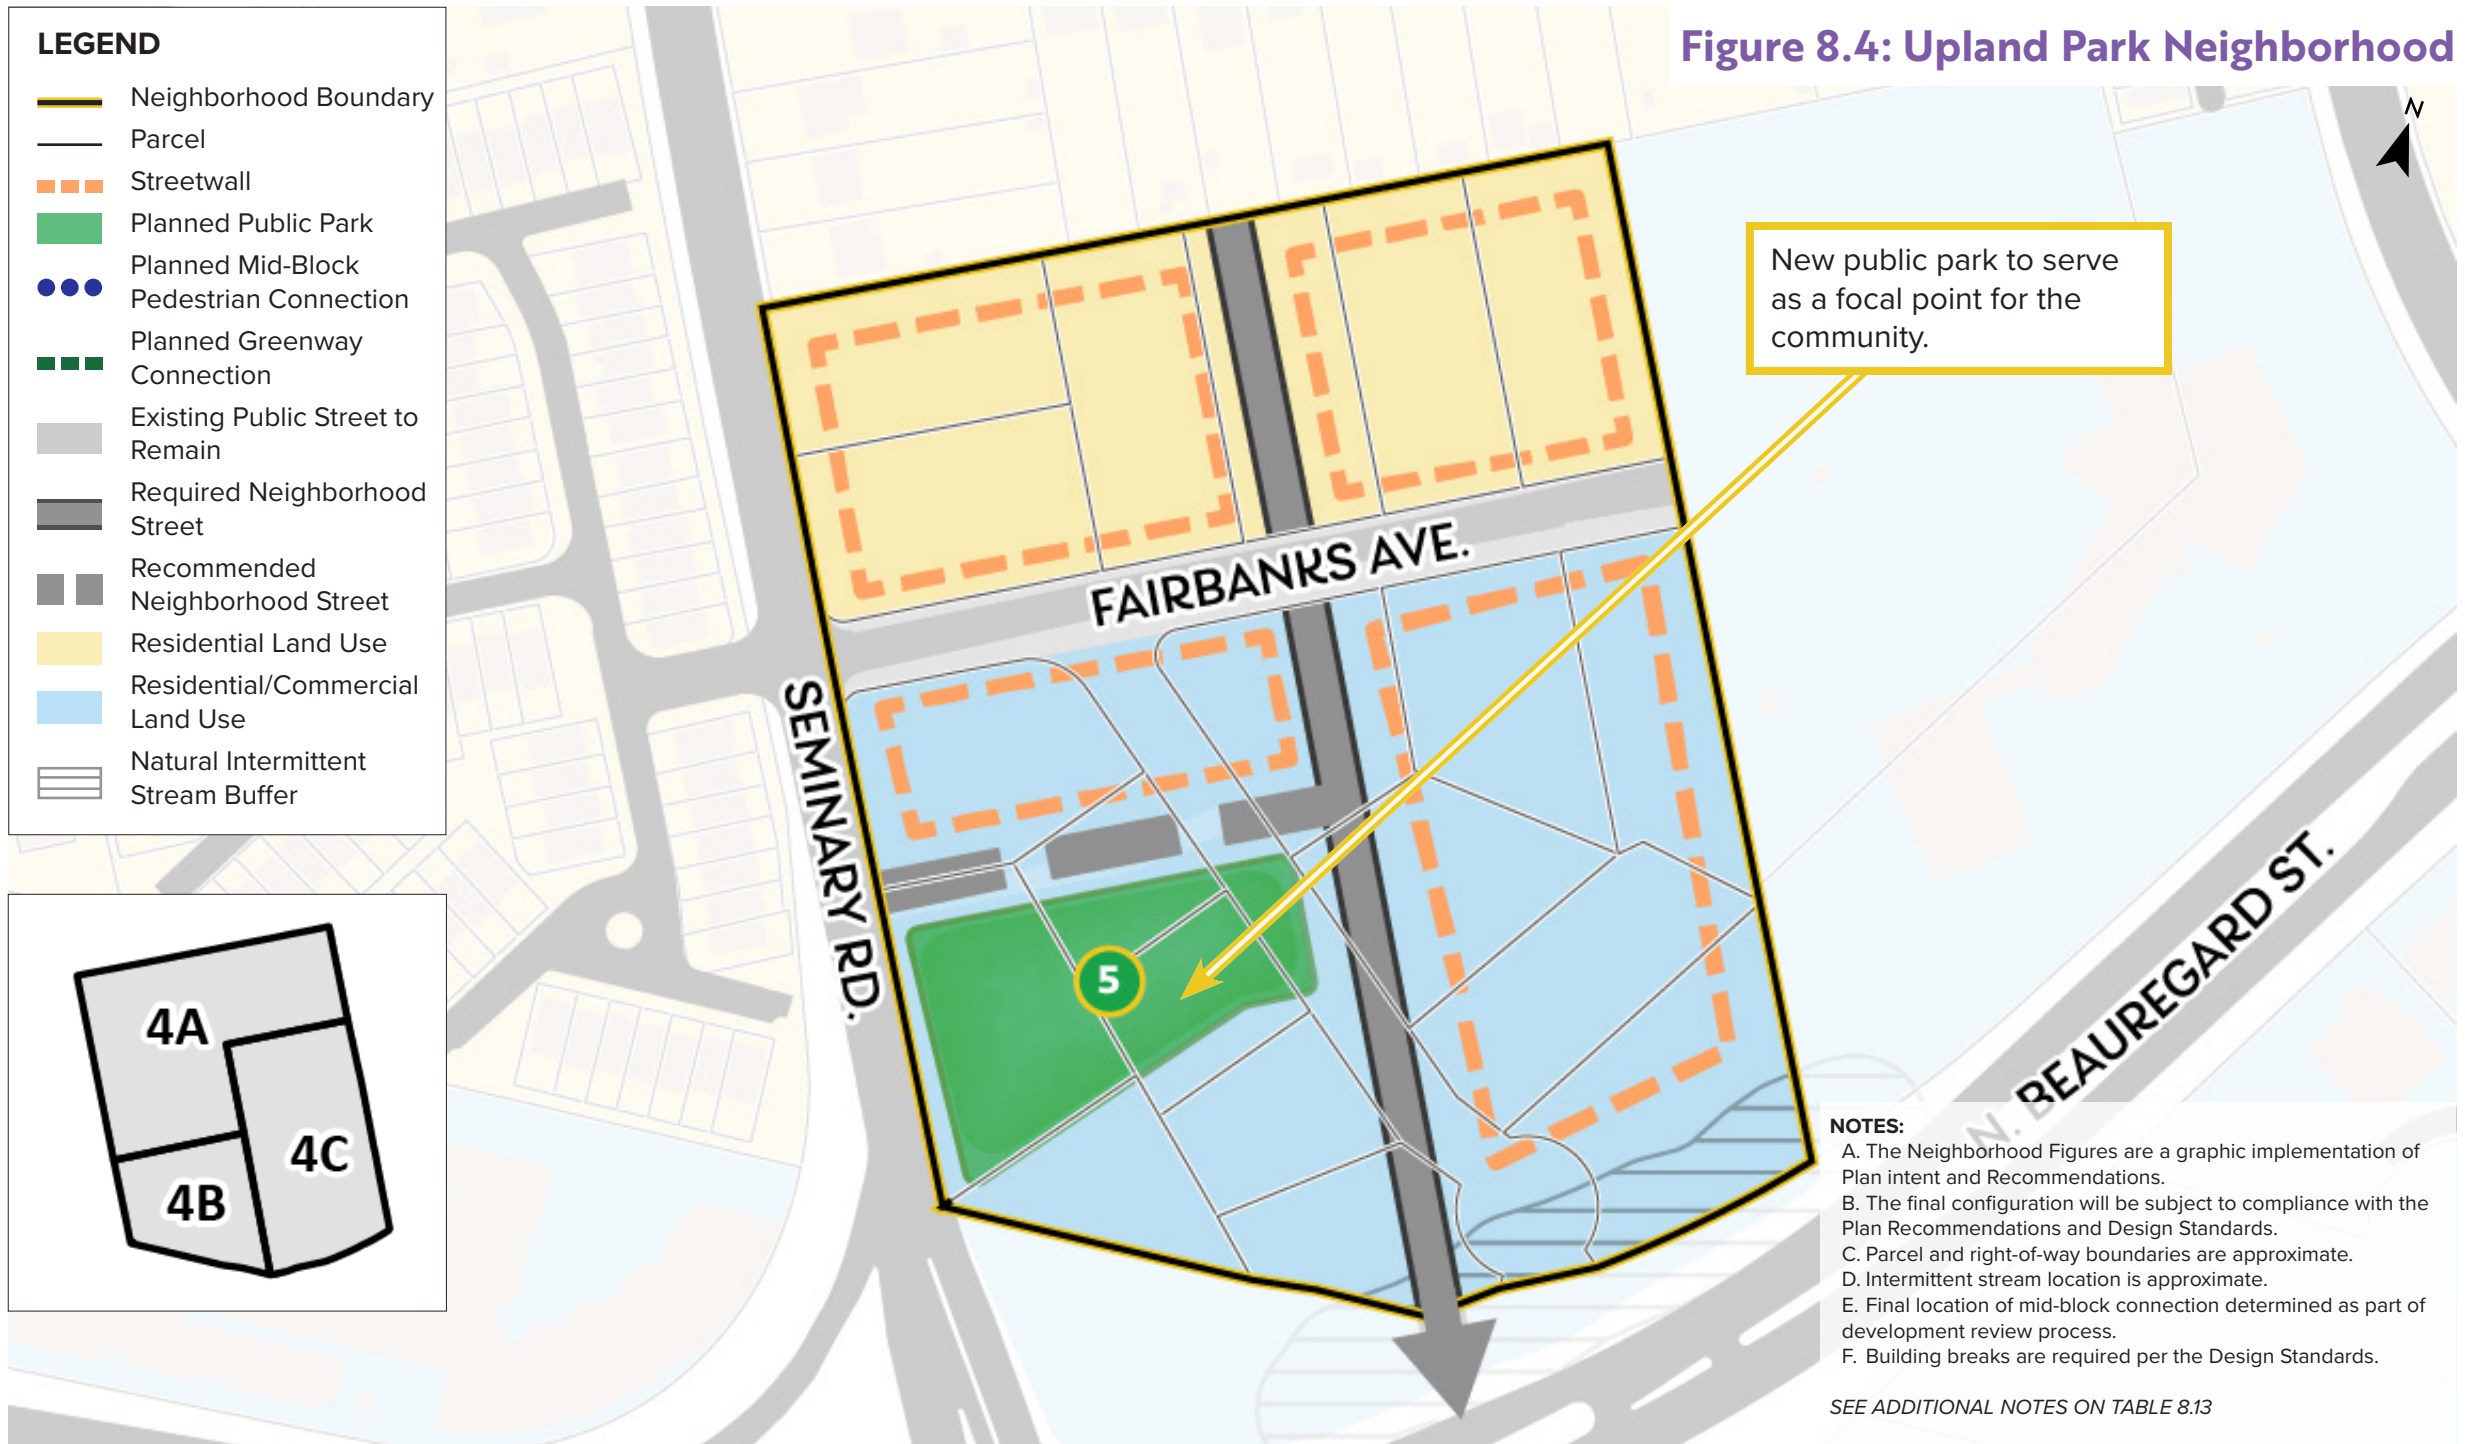 Figure 8.4: Upland Park Neighborhood
LEGEND
Neighborhood Boundary
Parcel
Streetwall
Planned Public Park
Planned Mid-Block
Pedestrian Connection
Planned Greenway
Connection
Existing Public Street to
Remain
Required Neighborhood
Street
Recommended
Neighborhood Street
Residential Land Use
Residential/Commercial
Land Use
Natural Intermittent
Stream Buffer
N
New public park to serve
as a focal point for the
community.
FAIRBANKS AVE.
SEMINARY RD.
5
N. BEAUREGARD ST.
4A
4B
4C
NOTES:
A. The Neighborhood Figures are a graphic implementation of
Plan intent and Recommendations.
B. The final configuration will be subject to compliance with the
Plan Recommendations and Design Standards.
C. Parcel and right-of-way boundaries are approximate.
D. Intermittent stream location is approximate.
E. Final location of mid-block connection determined as part of
development review process.
F. Building breaks are required per the Design Standards.
SEE ADDITIONAL NOTES ON TABLE 8.13